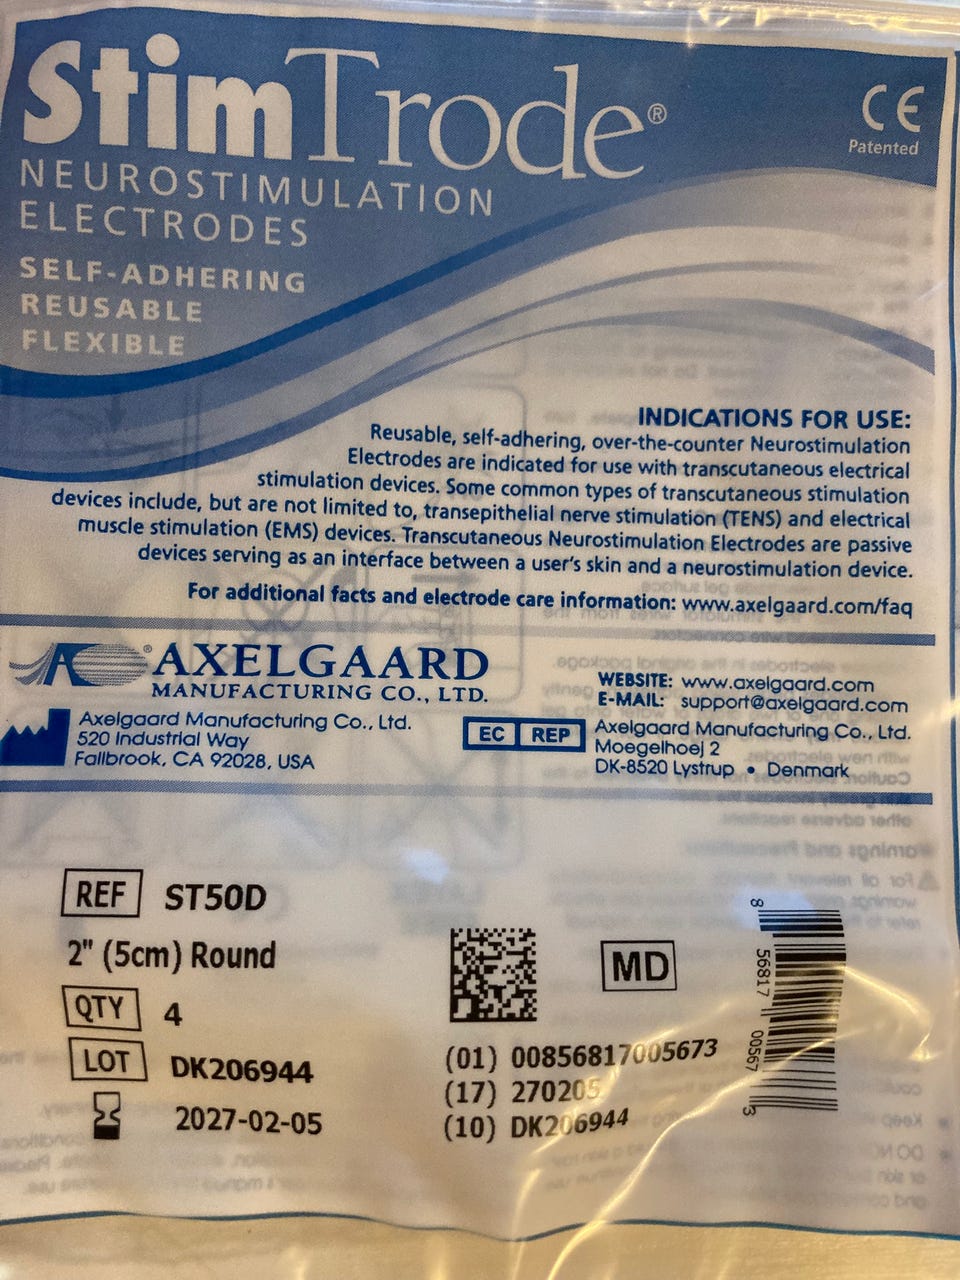 StimTrode®
CE
Patented
NEUROSTIMULATION
ELECTRODES
SELF-ADHERING
REUSABLE
FLEXIBLE
INDICATIONS FOR USE:
Reusable, self-adhering, over-the-counter Neurostimulation
Electrodes are indicated for use with transcutaneous electrical
stimulation devices. Some common types of transcutaneous stimulation
devices include, but are not limited to, transepithelial nerve stimulation (TENS) and electrical
muscle stimulation (EMS) devices. Transcutaneous Neurostimulation Electrodes are passive
devices serving as an interface between a user's skin and a neurostimulation device.
For additional facts and electrode care information: www.axelgaard.com/faq
® AXELGAARD
MANUFACTURING CO., LTD.
Axelgaard Manufacturing Co., Ltd.
520 Industrial Way
Fallbrook, CA 92028, USA
WEBSITE: www.axelgaard.com
E-MAIL: support@axelgaard.com
EC REP
Axelgaard Manufacturing Co., Ltd.
Moegelhoej 2
DK-8520 Lystrup • Denmark
REF ST50D
2" (5cm) Round
QTY 4
LOT DK206944
2027-02-05
MD
(01) 00856817005673
(17) 270205
(10) DK206944
8 56817 00567 3